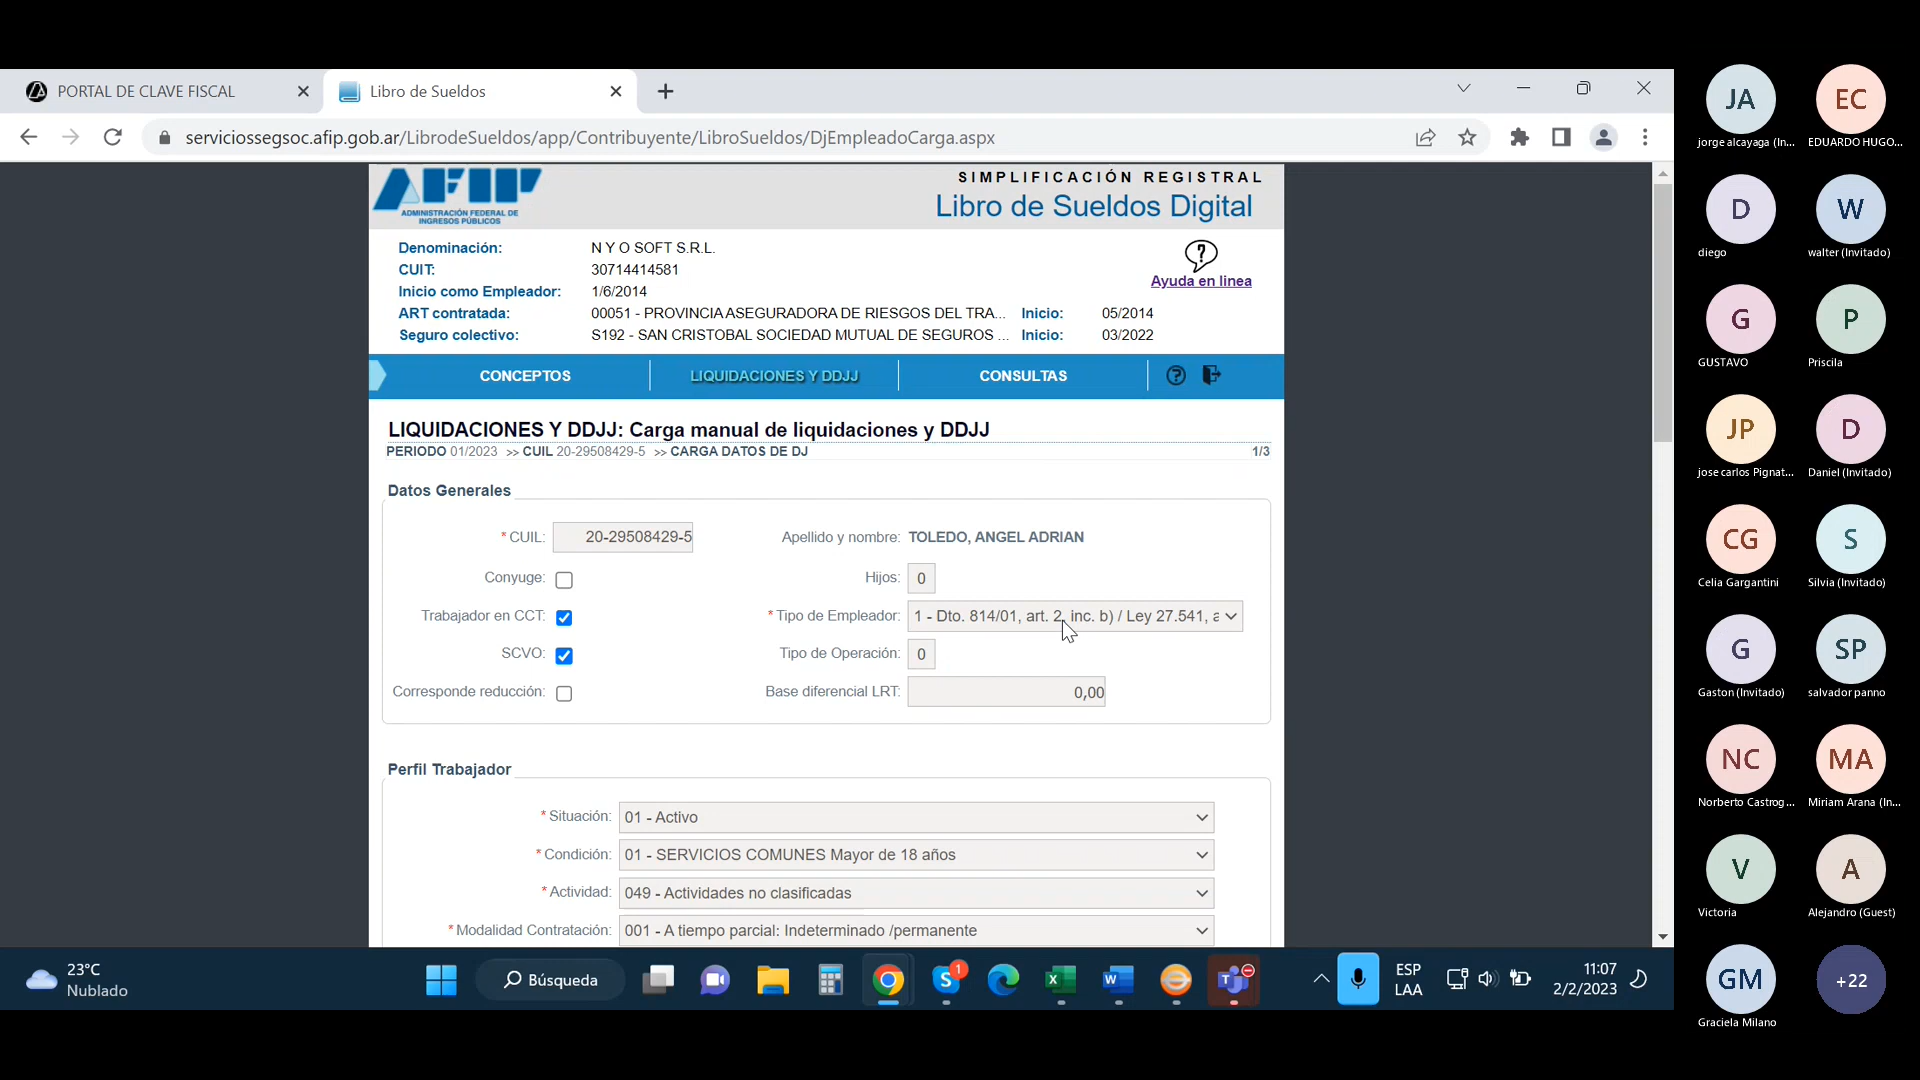 PORTAL DE CLAVE FISCAL
Libro de Sueldos
serviciossegsoc.afip.gob.ar/LibrodeSueldos/app/Contribuyente/LibroSueldos/DjEmpleadoCarga.aspx
AFIP
ADMINISTRACIÓN FEDERAL DE
INGRESOS PÚBLICOS
SIMPLIFICACIÓN REGISTRAL
Libro de Sueldos Digital
Denominación: N Y O SOFT S.R.L.
CUIT: 30714414581
Inicio como Empleador: 1/6/2014
ART contratada: 00051 - PROVINCIA ASEGURADORA DE RIESGOS DEL TRA... Inicio: 05/2014
Seguro colectivo: S192 - SAN CRISTOBAL SOCIEDAD MUTUAL DE SEGUROS ... Inicio: 03/2022
?
Ayuda en linea
CONCEPTOS LIQUIDACIONES Y DDJJ CONSULTAS ?
LIQUIDACIONES Y DDJJ: Carga manual de liquidaciones y DDJJ
PERIODO 01/2023 >> CUIL 20-29508429-5 >> CARGA DATOS DE DJ 1/3
Datos Generales
* CUIL: 20-29508429-5 Apellido y nombre: TOLEDO, ANGEL ADRIAN
Conyuge: Hijos: 0
Trabajador en CCT: * Tipo de Empleador: 1 - Dto. 814/01, art. 2, inc. b) / Ley 27.541, a
SCVO: Tipo de Operación: 0
Corresponde reducción: Base diferencial LRT: 0,00
Perfil Trabajador
* Situación: 01 - Activo
* Condición: 01 - SERVICIOS COMUNES Mayor de 18 años
* Actividad: 049 - Actividades no clasificadas
* Modalidad Contratación: 001 - A tiempo parcial: Indeterminado /permanente
23°C
Nublado
Búsqueda
1
ESP
LAA
11:07
2/2/2023
JA
jorge alcayaga (In...
EC
EDUARDO HUGO...
D
diego
W
walter (Invitado)
G
GUSTAVO
P
Priscila
JP
jose carlos Pignat...
D
Daniel (Invitado)
CG
Celia Gargantini
S
Silvia (Invitado)
G
Gaston (Invitado)
SP
salvador panno
NC
Norberto Castrog...
MA
Miriam Arana (In...
V
Victoria
A
Alejandro (Guest)
GM
Graciela Milano
+22